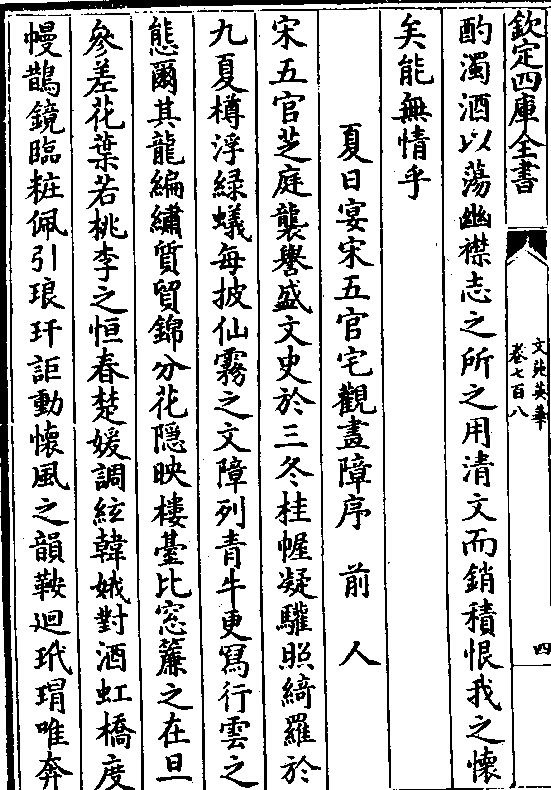 欽定四庫全書
文苑英華
卷七百八
四
酌濁酒以蕩幽襟志之所之用清文而銷積恨我之懷
矣能無情乎
夏日宴宋五官宅觀畫障序 前人
宋五官芝庭襲譽盛文史於三冬桂幄凝驩照綺羅於
九夏樽浮綠蟻每披仙霧之文障列青牛更冩行雲之
態爾其龍編繡質貿錦分花隱映樓臺比窓簾之在旦
參差花葉若桃李之恒春楚媛調絃韓娥對酒虹橋度
幔鵲鏡臨粧佩引琅玕詎動懷風之韻鞍迴玳瑁唯奔